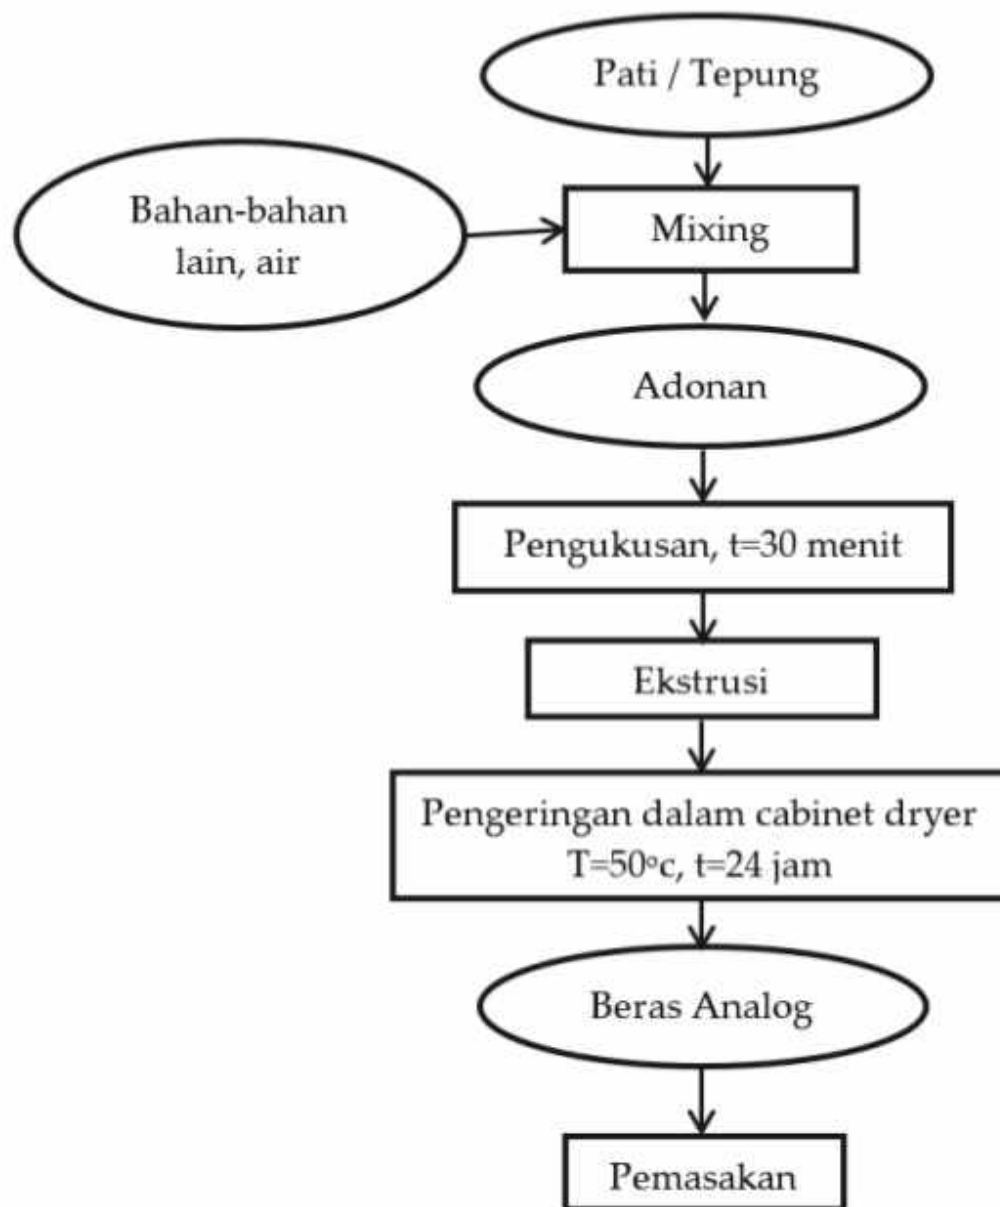 Pati / Tepung
Bahan-bahan
lain, air
Mixing
Adonan
Pengukusan, t=30 menit
Ekstrusi
Pengeringan dalam cabinet dryer
T=50°c, t=24 jam
Beras Analog
Pemasakan